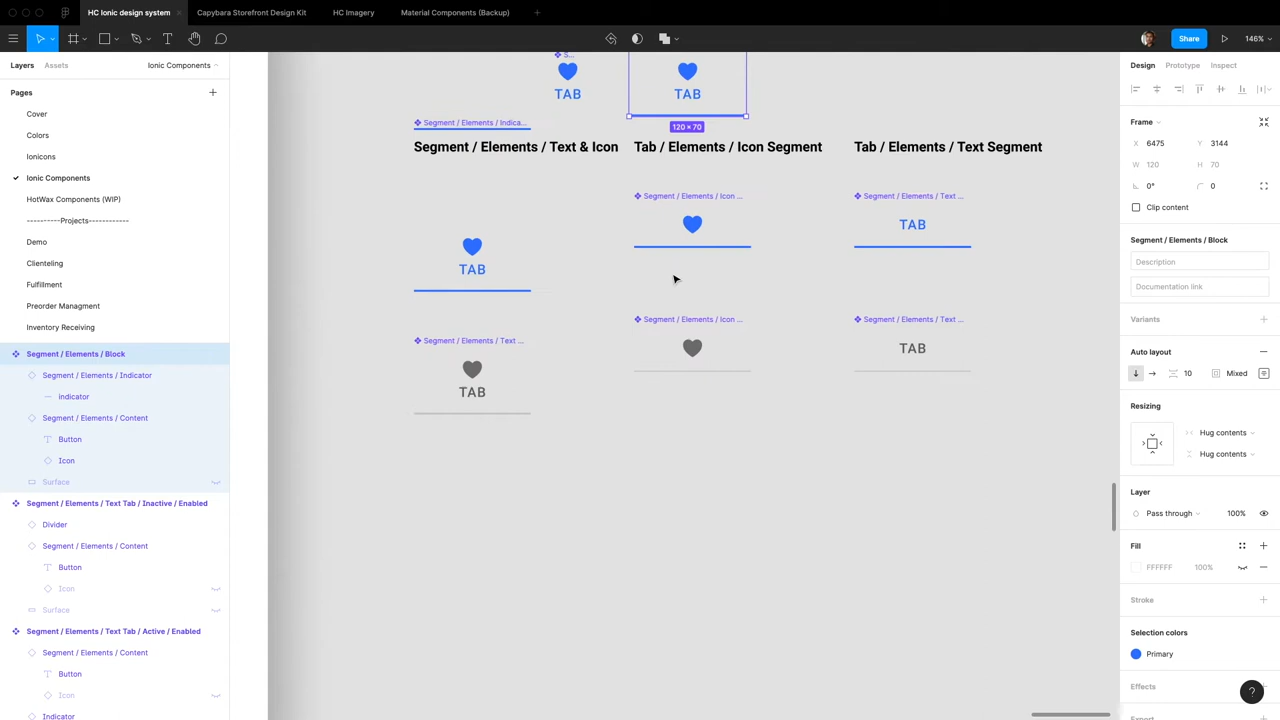 HC Ionic design system
Capybara Storefront Design Kit
HC Imagery
Material Components (Backup)
Share
146%
Layers
Assets
Ionic Components
Pages
Cover
Colors
Ionicons
Ionic Components
HotWax Components (WIP)
----------Projects------------
Demo
Clienteling
Fulfillment
Preorder Managment
Inventory Receiving
Segment / Elements / Block
Segment / Elements / Indicator
indicator
Segment / Elements / Content
Button
Icon
Surface
Segment / Elements / Text Tab / Inactive / Enabled
Divider
Segment / Elements / Content
Button
Icon
Surface
Segment / Elements / Text Tab / Active / Enabled
Segment / Elements / Content
Button
Icon
Indicator
S...
TAB
TAB
120 × 70
Segment / Elements / Indica...
Segment / Elements / Text & Icon
Tab / Elements / Icon Segment
Tab / Elements / Text Segment
Segment / Elements / Icon ...
Segment / Elements / Text ...
TAB
TAB
Segment / Elements / Icon ...
Segment / Elements / Text ...
Segment / Elements / Text ...
TAB
TAB
Design
Prototype
Inspect
Frame
X 6475
Y 3144
W 120
H 70
0°
0
Clip content
Segment / Elements / Block
Description
Documentation link
Variants
Auto layout
10
Mixed
Resizing
Hug contents
Hug contents
Layer
Pass through
100%
Fill
FFFFFF
100%
Stroke
Selection colors
Primary
Effects
Export
?